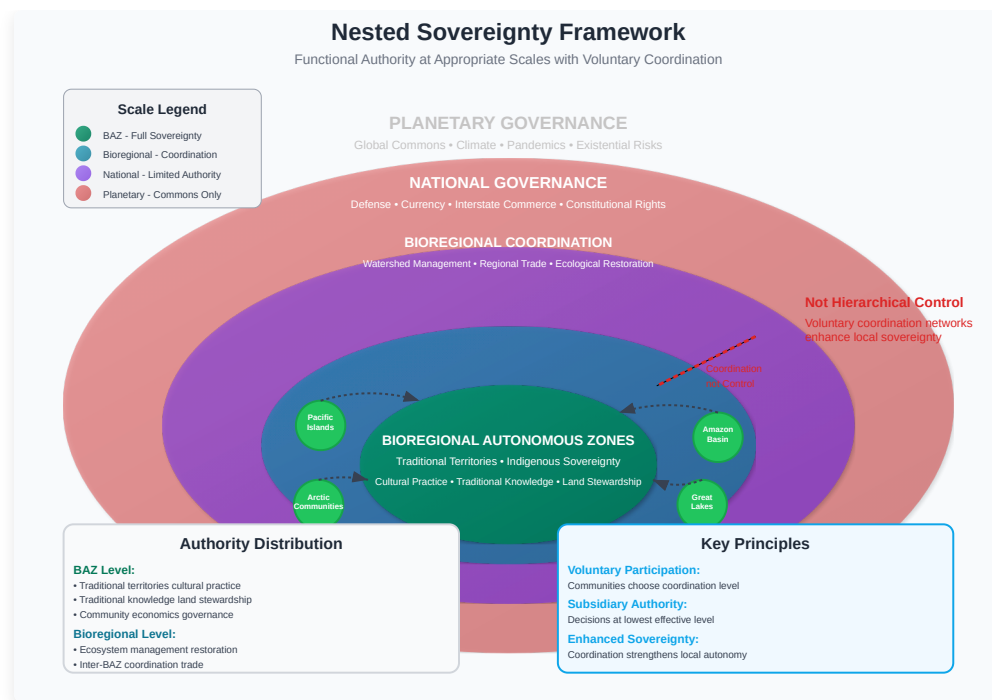 Nested Sovereignty Framework
Functional Authority at Appropriate Scales with Voluntary Coordination
Scale Legend
BAZ - Full Sovereignty
Bioregional - Coordination
National - Limited Authority
Planetary - Commons Only
PLANETARY GOVERNANCE
Global Commons • Climate • Pandemics • Existential Risks
NATIONAL GOVERNANCE
Defense • Currency • Interstate Commerce • Constitutional Rights
BIOREGIONAL COORDINATION
Watershed Management • Regional Trade • Ecological Restoration
Not Hierarchical Control
Voluntary coordination networks
enhance local sovereignty
Coordination
not Control
Pacific
Islands
Amazon
Basin
BIOREGIONAL AUTONOMOUS ZONES
Traditional Territories • Indigenous Sovereignty
Cultural Practice • Traditional Knowledge • Land Stewardship
Arctic
Communities
Great
Lakes
Authority Distribution
BAZ Level:
• Traditional territories cultural practice
• Traditional knowledge land stewardship
• Community economics governance
Bioregional Level:
• Ecosystem management restoration
• Inter-BAZ coordination trade
Key Principles
Voluntary Participation:
Communities choose coordination level
Subsidiary Authority:
Decisions at lowest effective level
Enhanced Sovereignty:
Coordination strengthens local autonomy